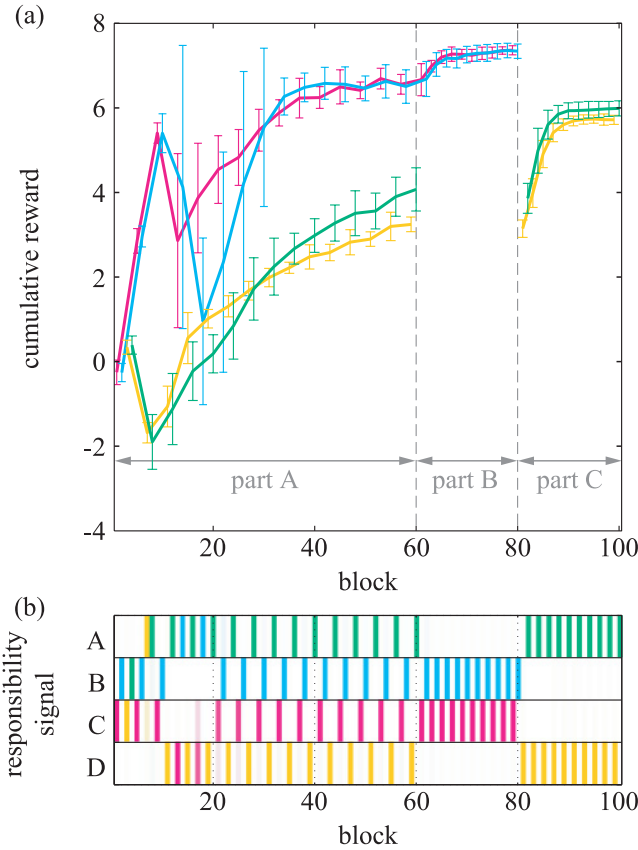 (a)
8
6
4
2
0
-2
-4
cumulative reward
part A
part B
part C
20
40
60
80
100
block
(b)
responsibility
signal
A
B
C
D
20
40
60
80
100
block